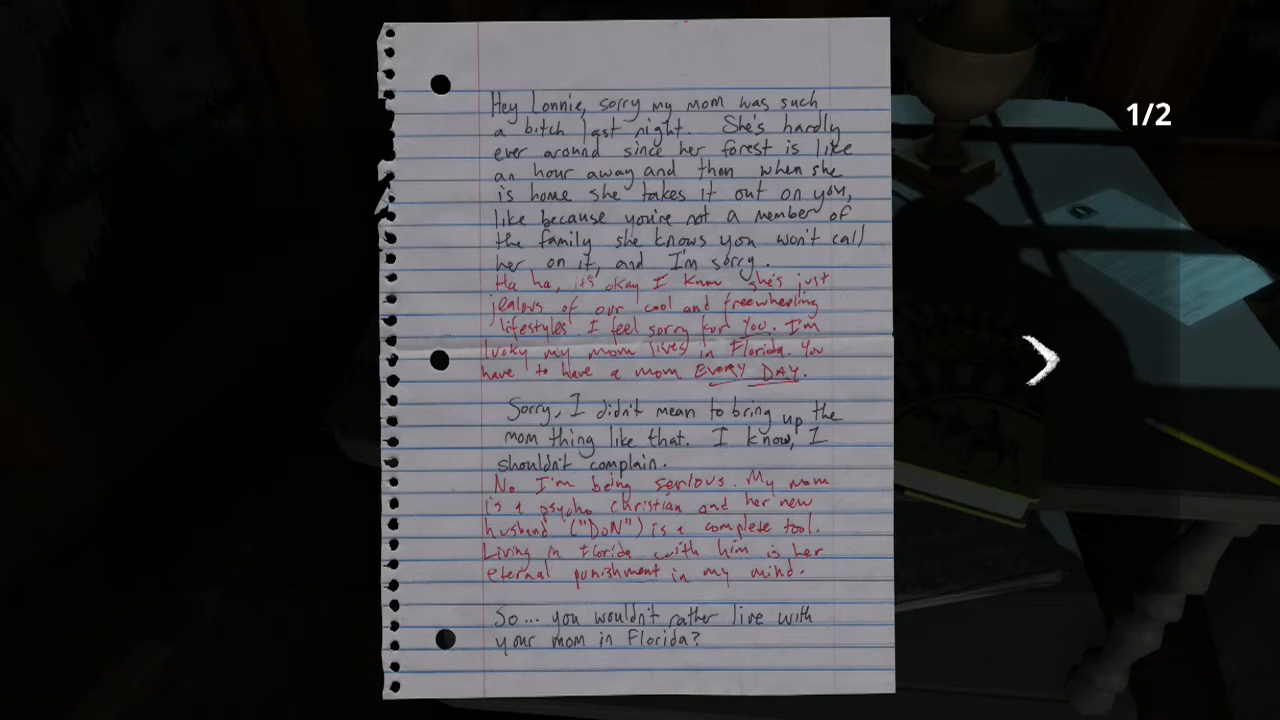 1/2
Hey Lonnie, sorry my mom was such
a bitch last night. She's hardly
ever around since her forest is like
an hour away and then when she
is home she takes it out on you,
like because you're not a member of
the family she knows you won't call
her on it, and I'm sorry.
Ha ha, it's okay I know she's just
jealous of our cool and freewheeling
lifestyles. I feel sorry for you. I'm
lucky my mom lives in Florida. You
have to have a mom EVERY DAY.
Sorry, I didn't mean to bring up the
mom thing like that. I know, I
shouldn't complain.
No I'm being serious. My mom
is a psycho christian and her new
husband ("DoN") is a complete tool.
Living in Florida with him is her
eternal punishment in my mind.
So... you wouldn't rather live with
your mom in Florida?